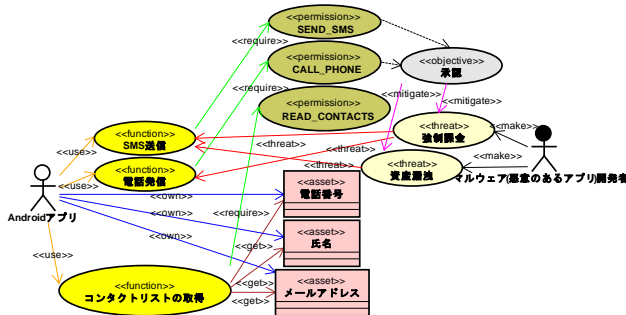 <<permission>>
SEND_SMS
<<require>>
<<permission>>
CALL_PHONE
<<objective>>
承認
<<require>>
<<mitigate>>
<<permission>>
READ_CONTACTS
<<mitigate>>
<<function>>
SMS送信
<<threat>>
強制課金
<<make>>
<<use>>
<<threat>>
<<make>>
<<function>>
電話発信
<<threat>>
<<threat>>
<<threat>>
資産漏洩
マルウェア(悪意のあるアプリ)開発者
<<use>>
<<own>>
<<asset>>
電話番号
Androidアプリ
<<own>>
<<require>>
<<own>>
<<asset>>
氏名
<<get>>
<<use>>
<<function>>
コンタクトリストの取得
<<get>>
<<get>>
<<asset>>
メールアドレス